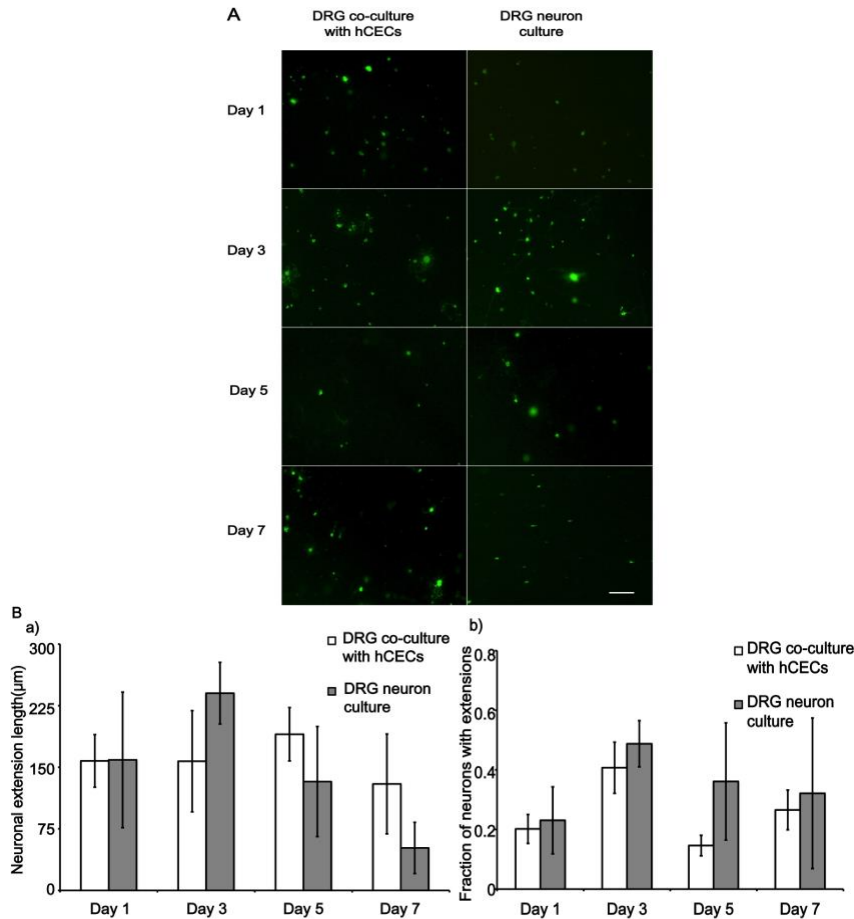 A
DRG co-culture
with hCECs
DRG neuron
culture
Day 1
Day 3
Day 5
Day 7
B
a)
Neuronal extension length(µm)
300
225
150
75
0
DRG co-culture
with hCECs
DRG neuron
culture
Day 1 Day 3 Day 5 Day 7
b)
Fraction of neurons with extensions
0.8
0.6
0.4
0.2
0
DRG co-culture
with hCECs
DRG neuron
culture
Day 1 Day 3 Day 5 Day 7